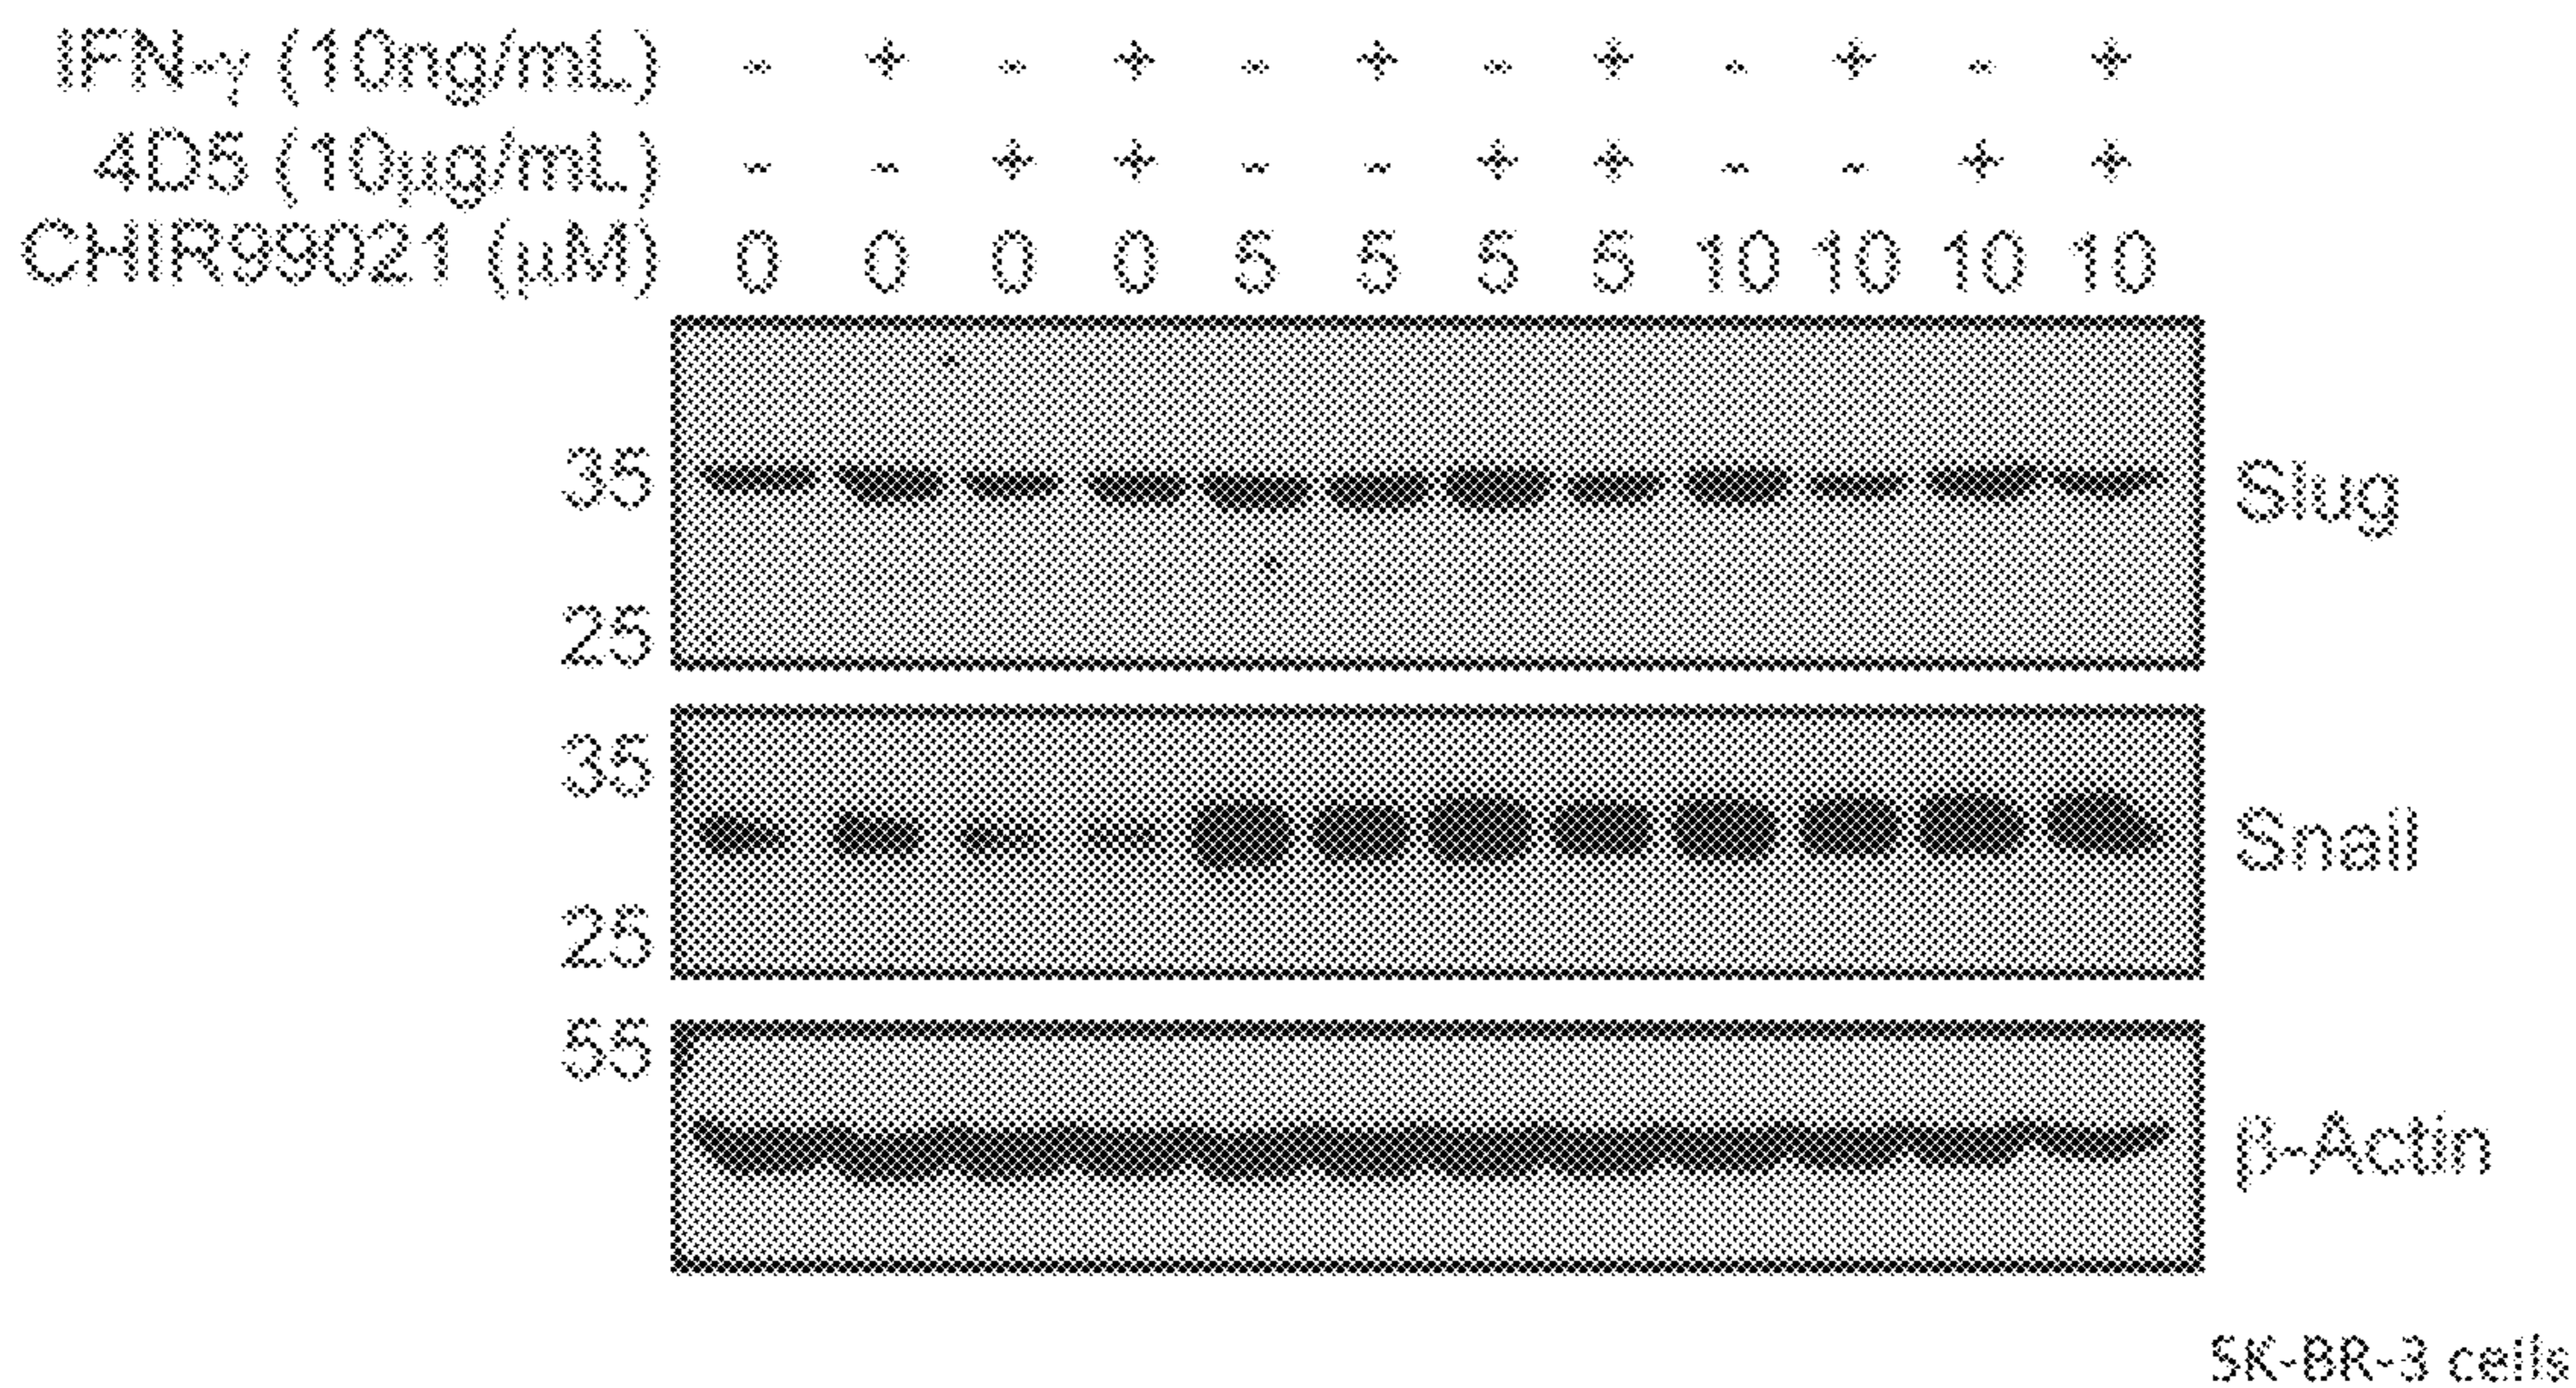 IFN-γ (10ng/mL) - + - + - + - + - + - +
4D5 (10μg/mL) - - + + - - + + - - + +
CHIR99021 (μM) 0 0 0 0 5 5 5 5 10 10 10 10
35 Slug
25
35
Snail
25
55
β-Actin
SK-BR-3 cells